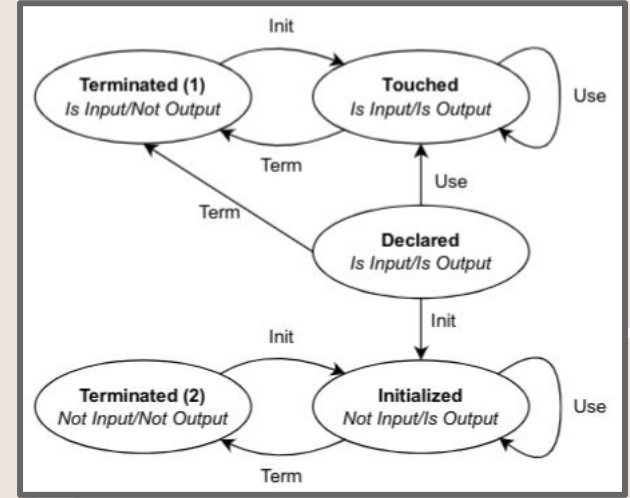 Init
Terminated (1)
Is Input/Not Output
Touched
Is Input/Is Output
Use
Term
Use
Term
Declared
Is Input/Is Output
Init
Init
Terminated (2)
Not Input/Not Output
Initialized
Not Input/Is Output
Use
Term